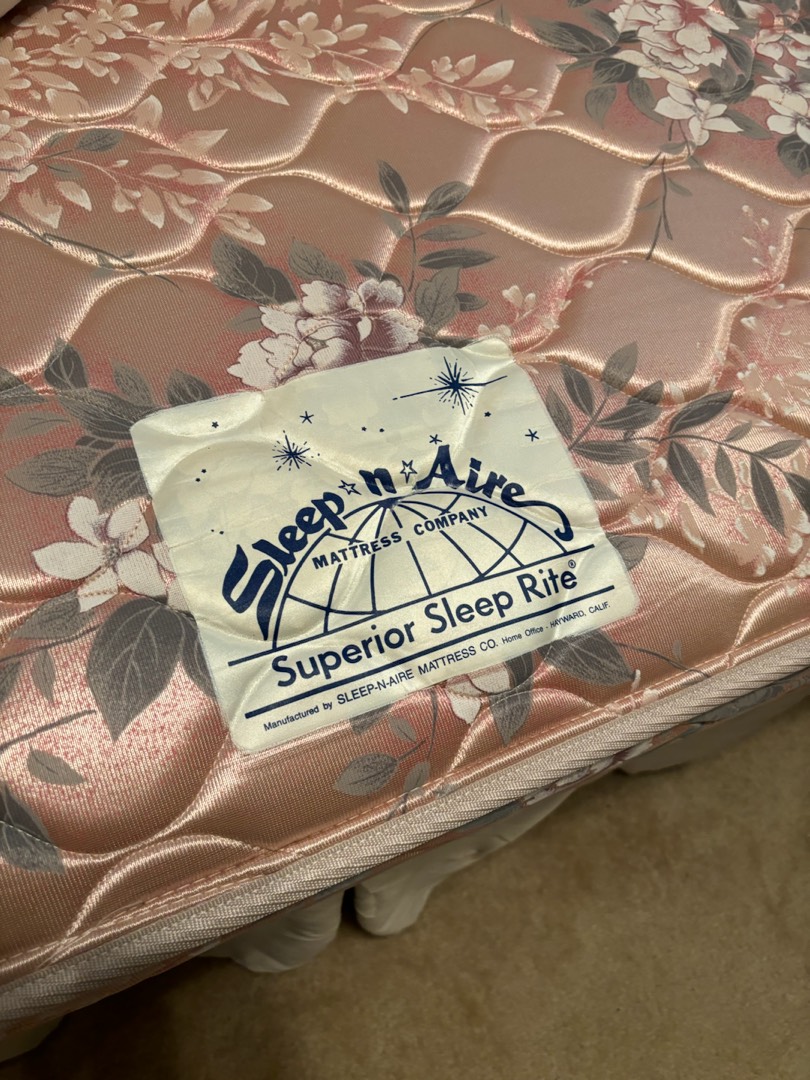 Sleep n Aire
MATTRESS COMPANY
Superior Sleep Rite®
Manufactured by SLEEP-N-AIRE MATTRESS CO. Home Office - HAYWARD, CALIF.